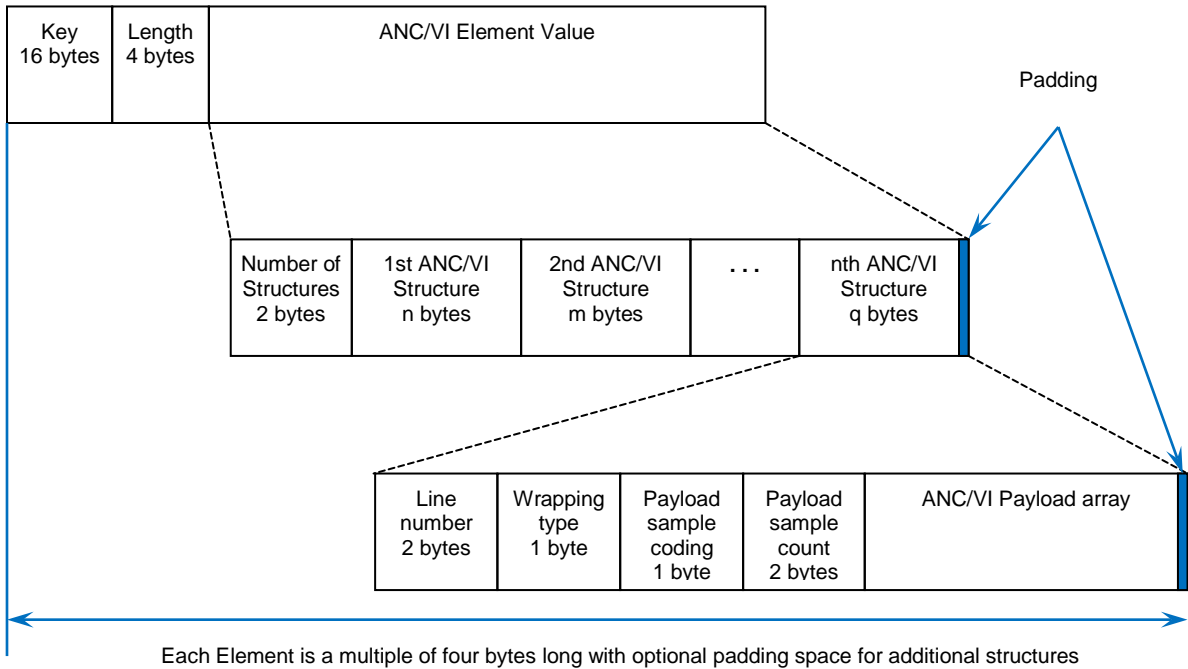 Key
16 bytes
Length
4 bytes
ANC/VI Element Value
Padding
Number of
Structures
2 bytes
1st ANC/VI
Structure
n bytes
2nd ANC/VI
Structure
m bytes
. . .
nth ANC/VI
Structure
q bytes
Line
number
2 bytes
Wrapping
type
1 byte
Payload
sample
coding
1 byte
Payload
sample
count
2 bytes
ANC/VI Payload array
Each Element is a multiple of four bytes long with optional padding space for additional structures